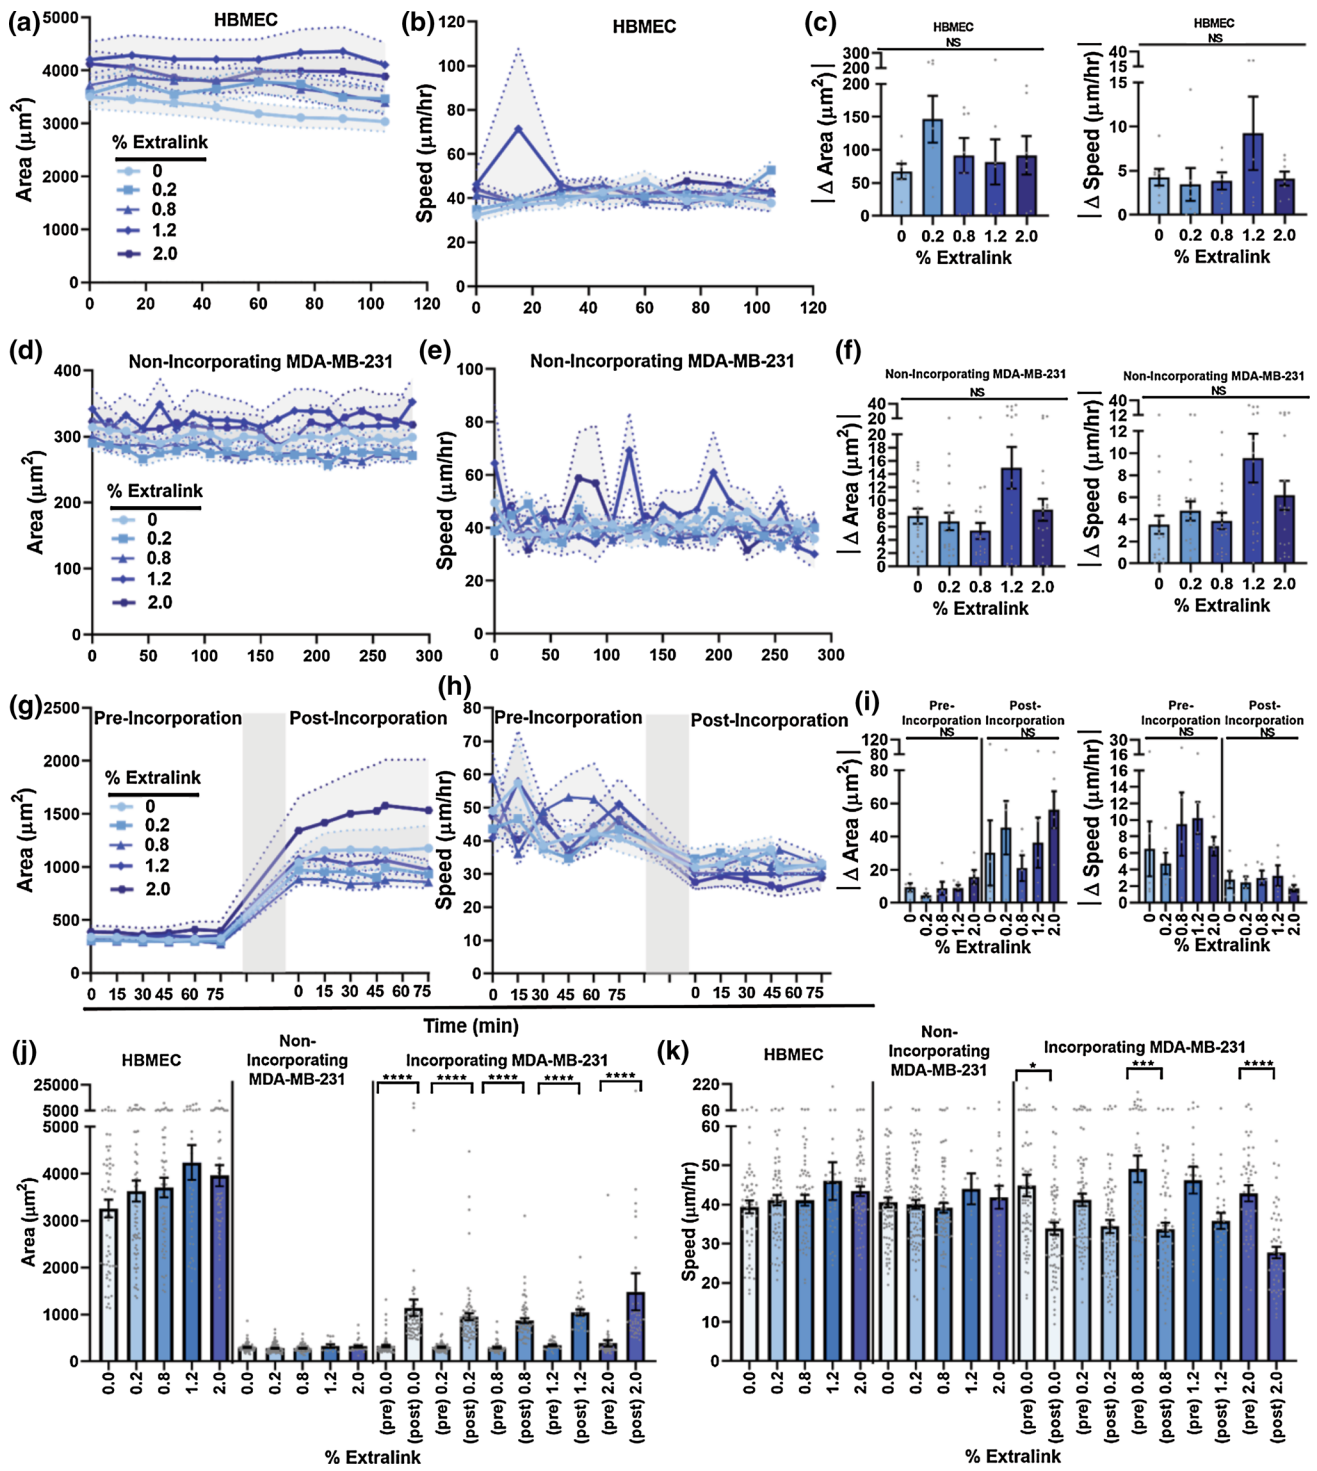 (a)
HBMEC
Area (µm²)
5000
4000
3000
2000
1000
0
% Extralink
0
0.2
0.8
1.2
2.0
0 20 40 60 80 100 120
(b)
HBMEC
Speed (µm/hr)
120
100
80
60
40
20
0
0 20 40 60 80 100 120
(c)
HBMEC
NS
| Δ Area (µm²) |
300
200
200
150
100
50
0
0 0.2 0.8 1.2 2.0
% Extralink
HBMEC
NS
| Δ Speed (µm/hr) |
40
15
10
5
0
0 0.2 0.8 1.2 2.0
% Extralink
(d)
Non-Incorporating MDA-MB-231
Area (µm²)
400
300
200
100
0
% Extralink
0
0.2
0.8
1.2
2.0
0 50 100 150 200 250 300
(e)
Non-Incorporating MDA-MB-231
Speed (µm/hr)
100
80
60
40
20
0
0 50 100 150 200 250 300
(f)
Non-Incorporating MDA-MB-231
NS
| Δ Area (µm²) |
40
20
20
18
16
14
12
10
8
6
4
2
0
0 0.2 0.8 1.2 2.0
% Extralink
Non-Incorporating MDA-MB-231
NS
| Δ Speed (µm/hr) |
40
12
12
10
8
6
4
2
0
0 0.2 0.8 1.2 2.0
% Extralink
(g)
Pre-Incorporation
Post-Incorporation
Area (µm²)
2500
2000
1500
1000
500
0
% Extralink
0
0.2
0.8
1.2
2.0
0 15 30 45 60 75 0 15 30 45 60 75
(h)
Pre-Incorporation
Post-Incorporation
Speed (µm/hr)
80
70
60
50
40
30
20
10
0
0 15 30 45 60 75 0 15 30 45 60 75
Time (min)
(i)
Pre-
Incorporation
NS
Post-
Incorporation
NS
| Δ Area (µm²) |
120
80
80
60
40
20
0
0 0.2 0.8 1.2 2.0 0 0.2 0.8 1.2 2.0
% Extralink
Pre-
Incorporation
NS
Post-
Incorporation
NS
| Δ Speed (µm/hr) |
30
16
16
14
12
10
8
6
4
2
0
0 0.2 0.8 1.2 2.0 0 0.2 0.8 1.2 2.0
% Extralink
(j)
HBMEC
Non-
Incorporating
MDA-MB-231
Incorporating MDA-MB-231
**** **** **** **** ****
Area (µm²)
25000
5000
5000
4000
3000
2000
1000
0
0.0 0.2 0.8 1.2 2.0 0.0 0.2 0.8 1.2 2.0 (pre) 0.0 (post) 0.0 (pre) 0.2 (post) 0.2 (pre) 0.8 (post) 0.8 (pre) 1.2 (post) 1.2 (pre) 2.0 (post) 2.0
% Extralink
(k)
HBMEC
Non-
Incorporating
MDA-MB-231
Incorporating MDA-MB-231
* *** ****
Speed (µm/hr)
220
60
60
50
40
30
20
10
0
0.0 0.2 0.8 1.2 2.0 0.0 0.2 0.8 1.2 2.0 (pre) 0.0 (post) 0.0 (pre) 0.2 (post) 0.2 (pre) 0.8 (post) 0.8 (pre) 1.2 (post) 1.2 (pre) 2.0 (post) 2.0
% Extralink